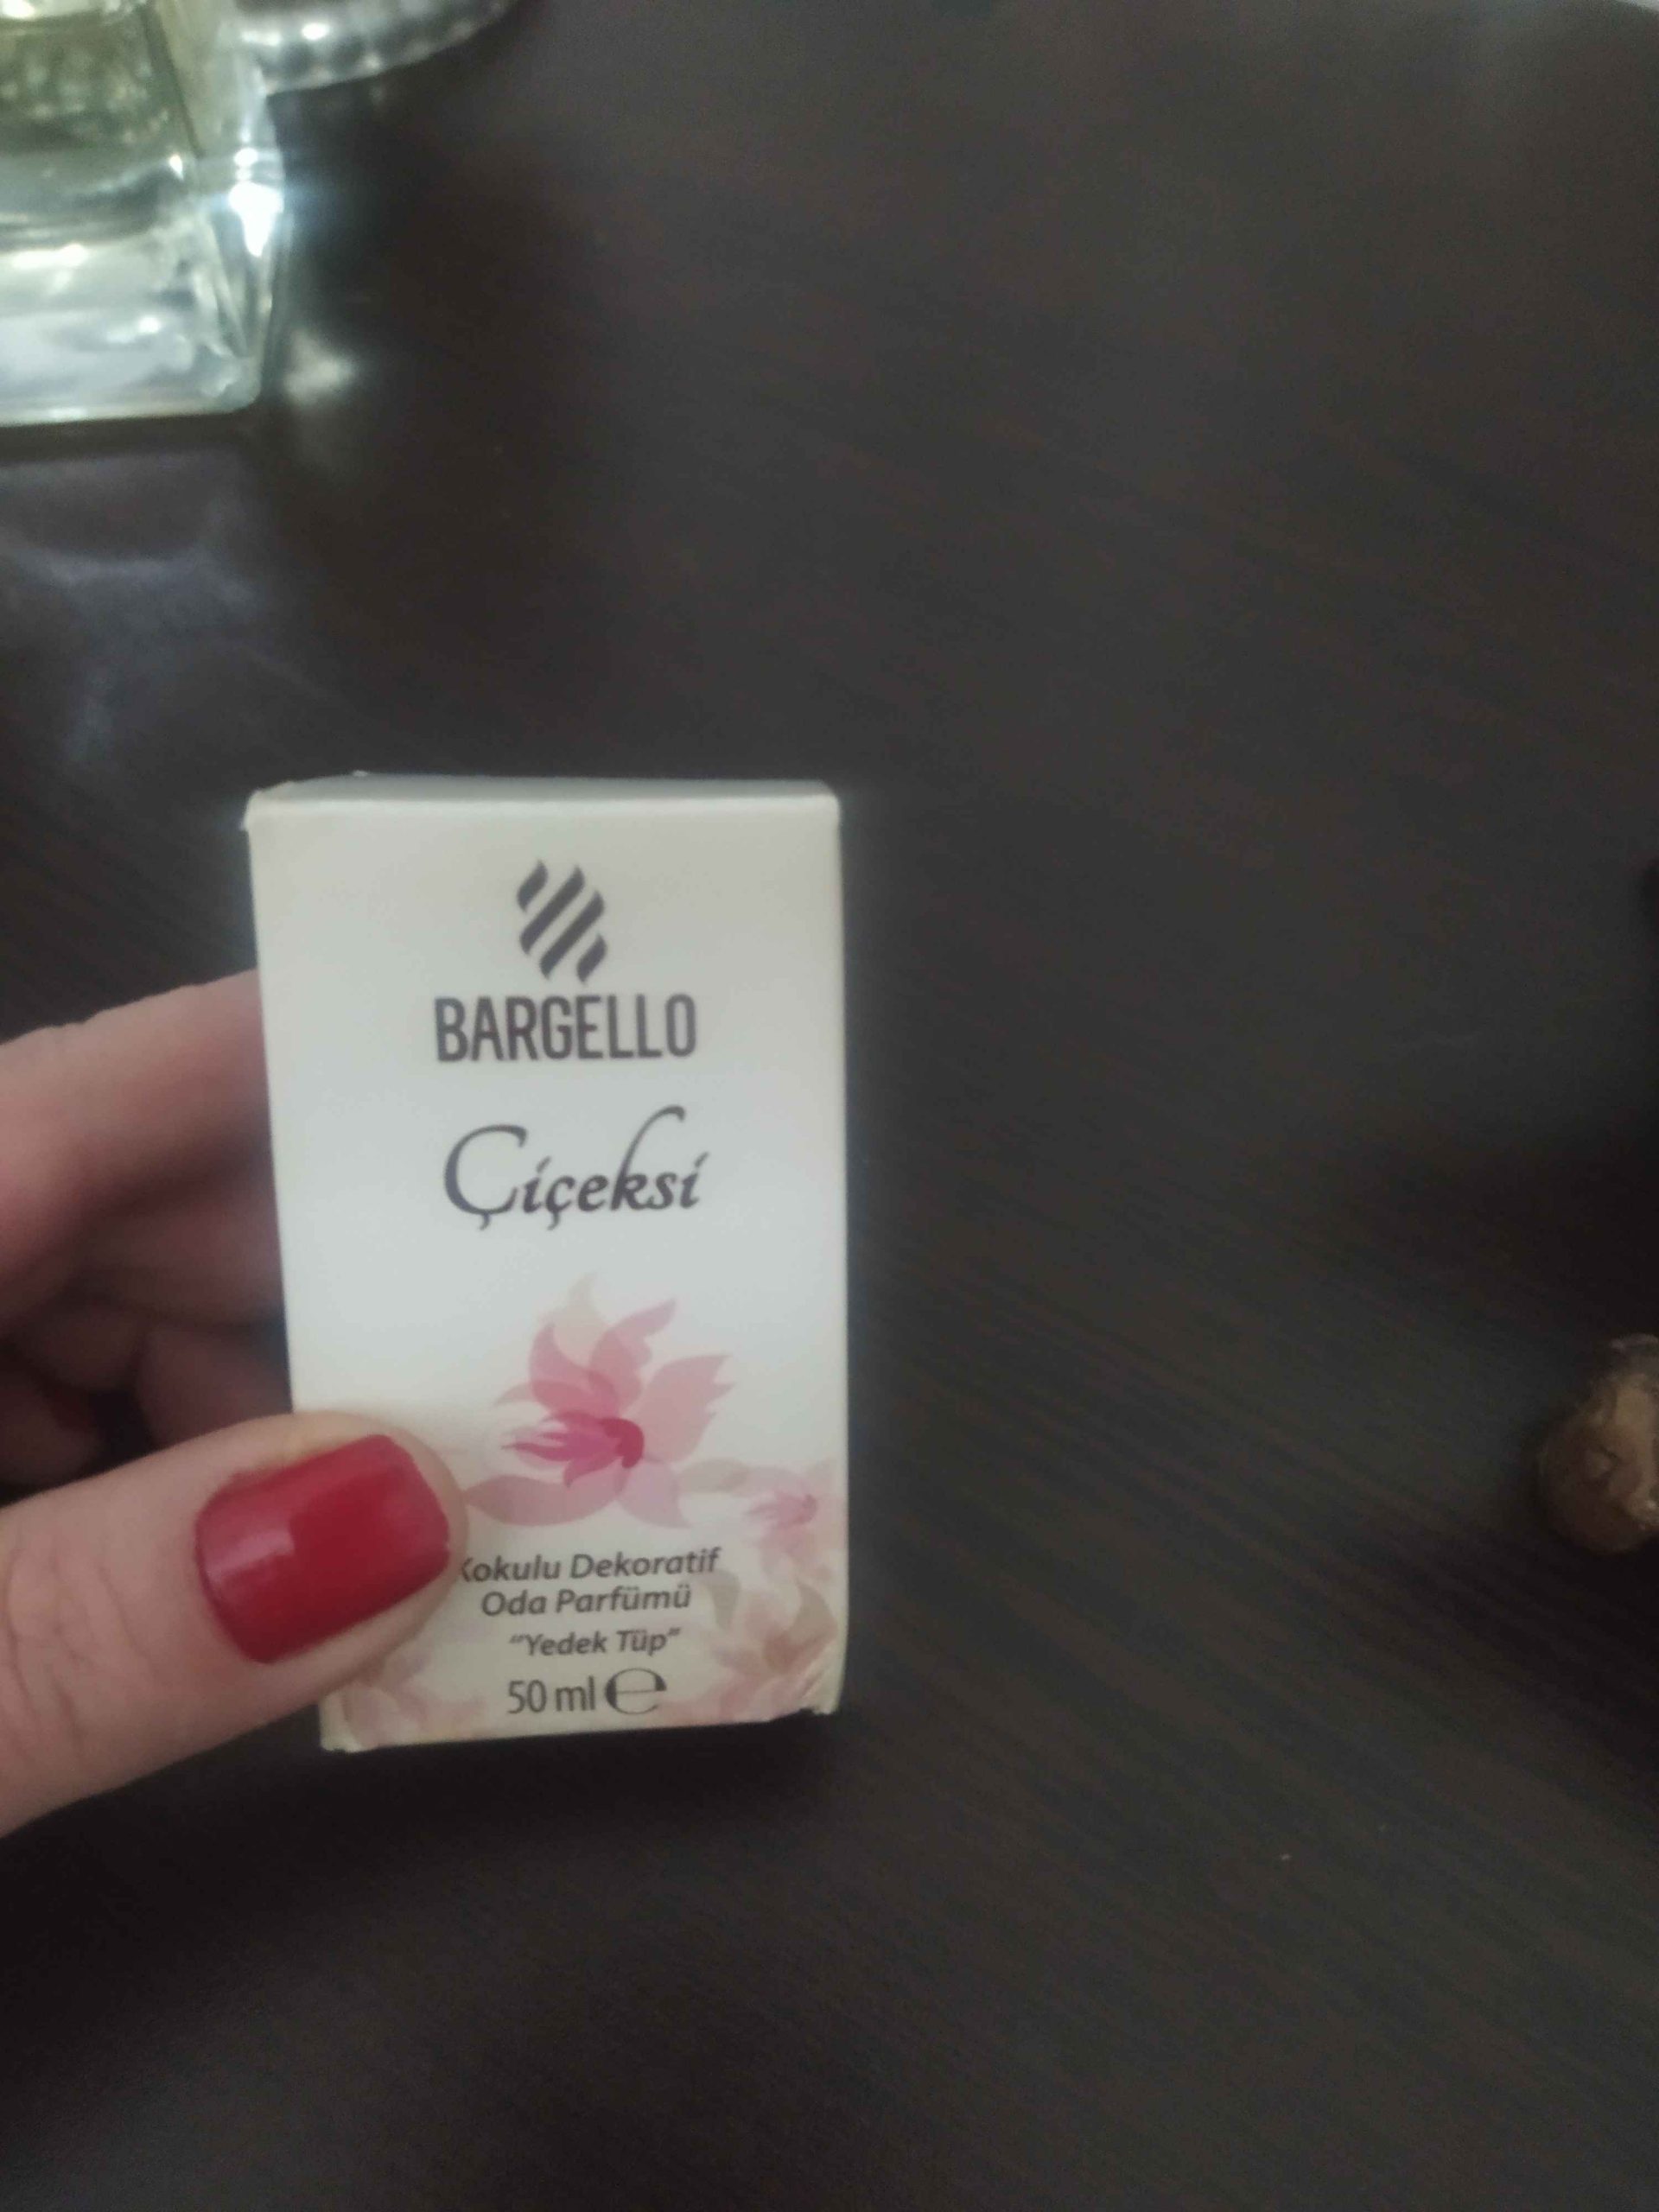 BARGELLO
Çiçeksi
Kokulu Dekoratif
Oda Parfümü
"Yedek Tüp"
50 ml ℮